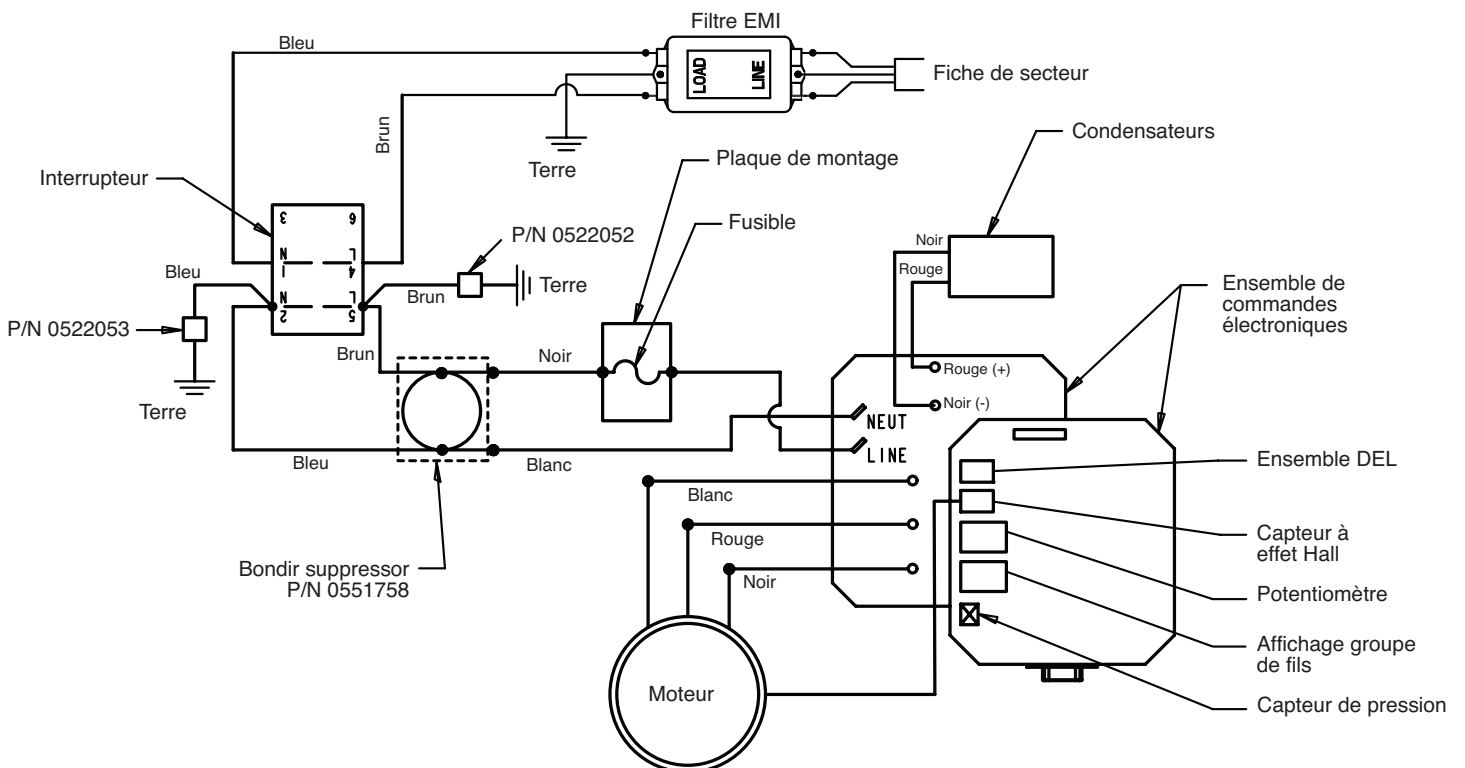 Filtre EMI
Bleu
LOAD
LINE
Fiche de secteur
Brun
Terre
Condensateurs
Plaque de montage
Interrupteur
Fusible
3
6
N
1
L
4
N
2
L
5
P/N 0522052
Noir
Rouge
Bleu
Brun
Terre
Ensemble de
commandes
électroniques
P/N 0522053
Brun
Noir
Rouge (+)
Noir (-)
Terre
NEUT
LINE
Bleu
Blanc
Ensemble DEL
Blanc
Rouge
Noir
Capteur à
effet Hall
Bondir suppressor
P/N 0551758
Potentiomètre
Affichage groupe
de fils
Moteur
Capteur de pression